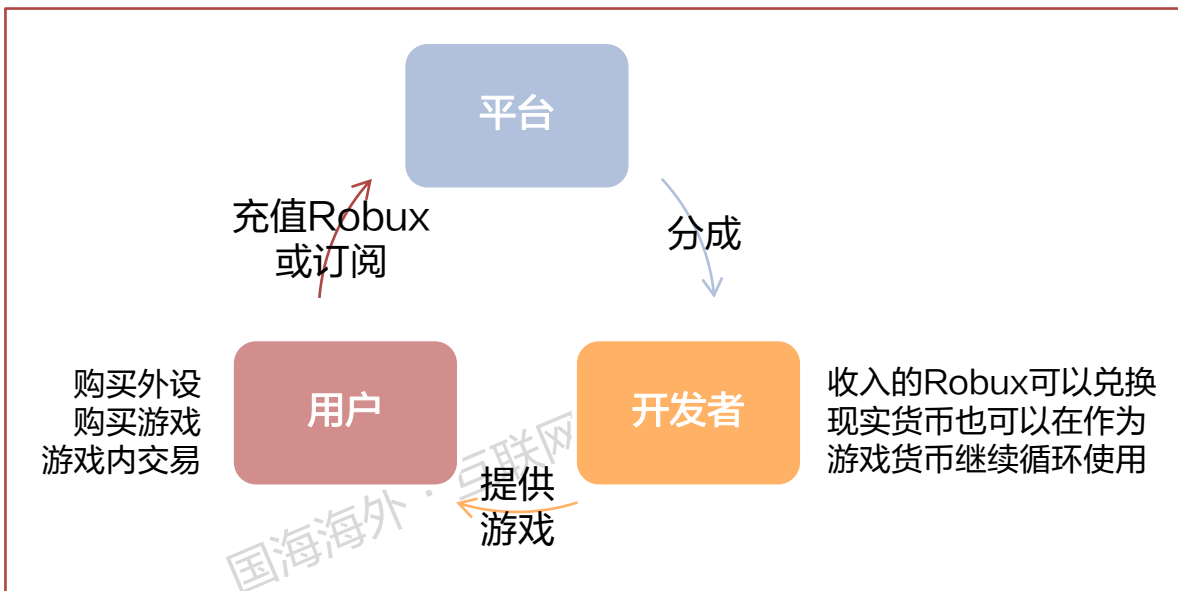 平台
充值Robux
或订阅
分成
购买外设
购买游戏
游戏内交易
用户
开发者
收入的Robux可以兑换
现实货币也可以在作为
游戏货币继续循环使用
提供
游戏
国海海外·互联网